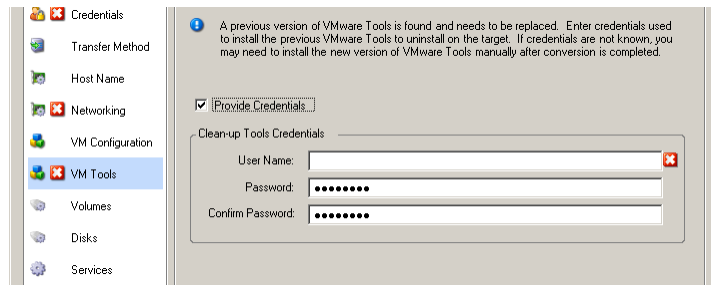 Credentials
Transfer Method
Host Name
Networking
VM Configuration
VM Tools
Volumes
Disks
Services
A previous version of VMware Tools is found and needs to be replaced. Enter credentials used
to install the previous VMware Tools to uninstall on the target. If credentials are not known, you
may need to install the new version of VMware Tools manually after conversion is completed.
Provide Credentials
Clean-up Tools Credentials
User Name:
Password: ●●●●●●●●
Confirm Password: ●●●●●●●●